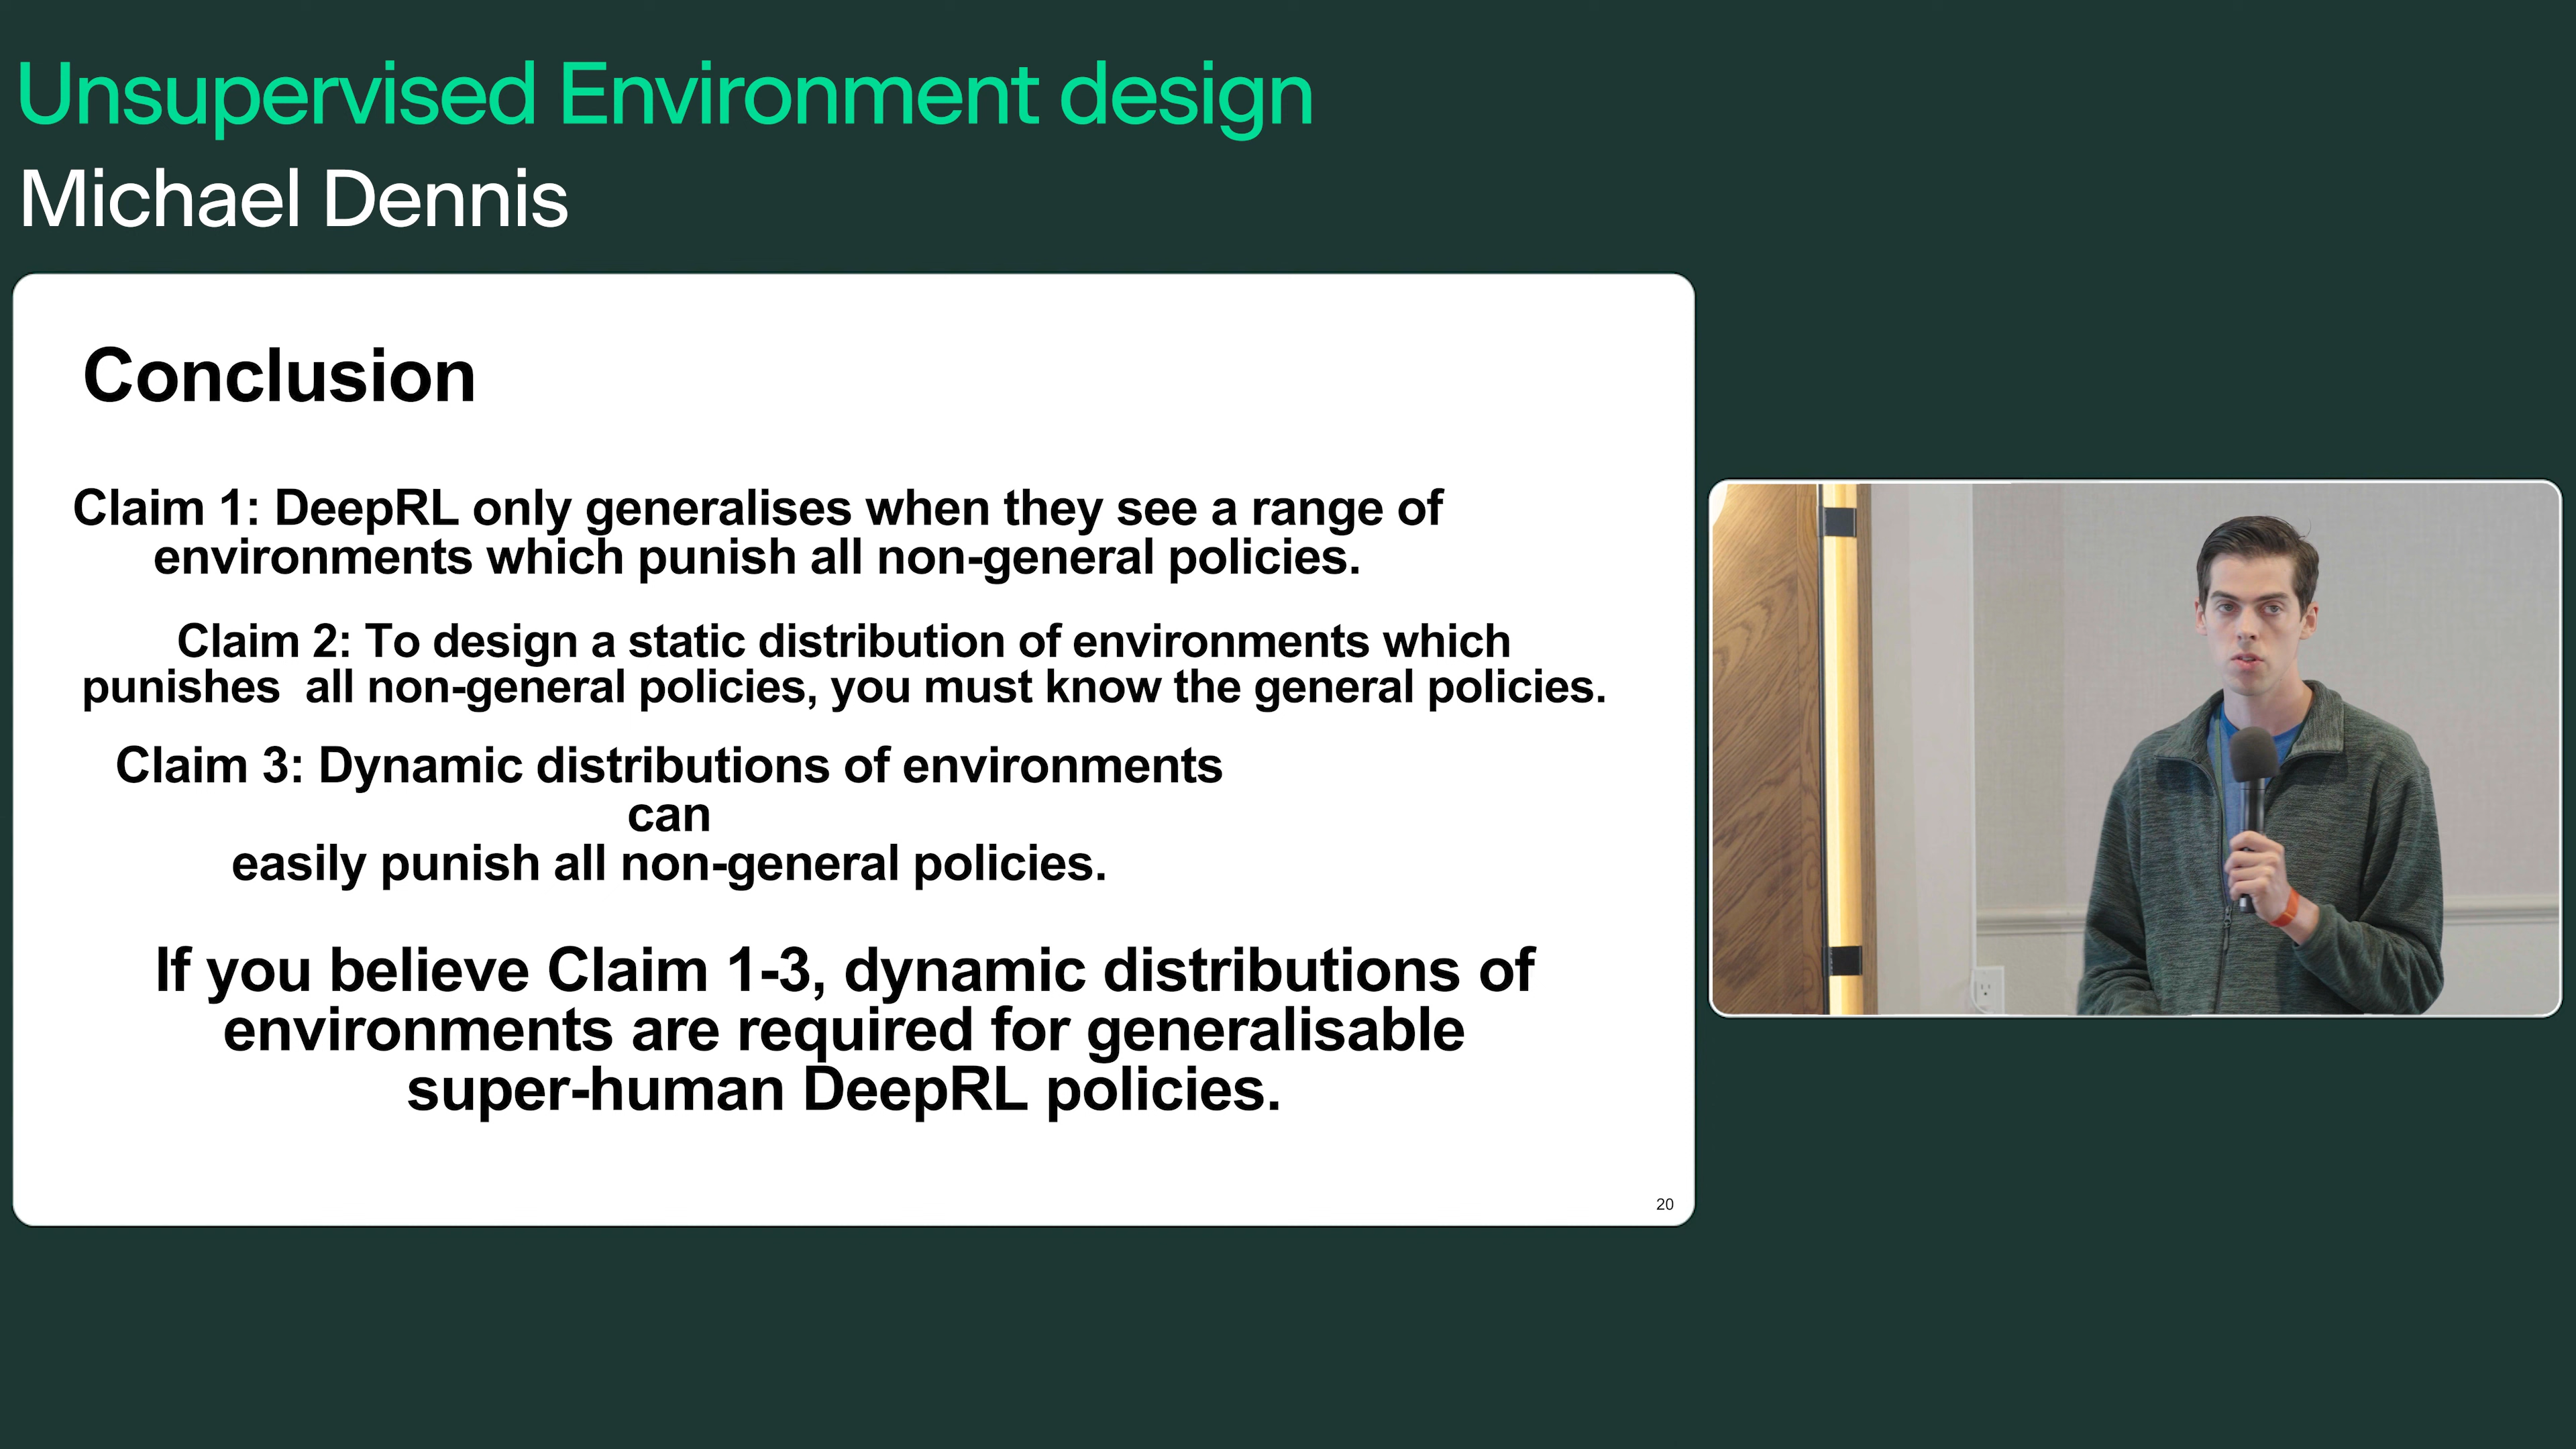 Unsupervised Environment design
Michael Dennis
Conclusion
Claim 1: DeepRL only generalises when they see a range of
environments which punish all non-general policies.
Claim 2: To design a static distribution of environments which
punishes  all non-general policies, you must know the general policies.
Claim 3: Dynamic distributions of environments
can
easily punish all non-general policies.
If you believe Claim 1-3, dynamic distributions of
environments are required for generalisable
super-human DeepRL policies.
20